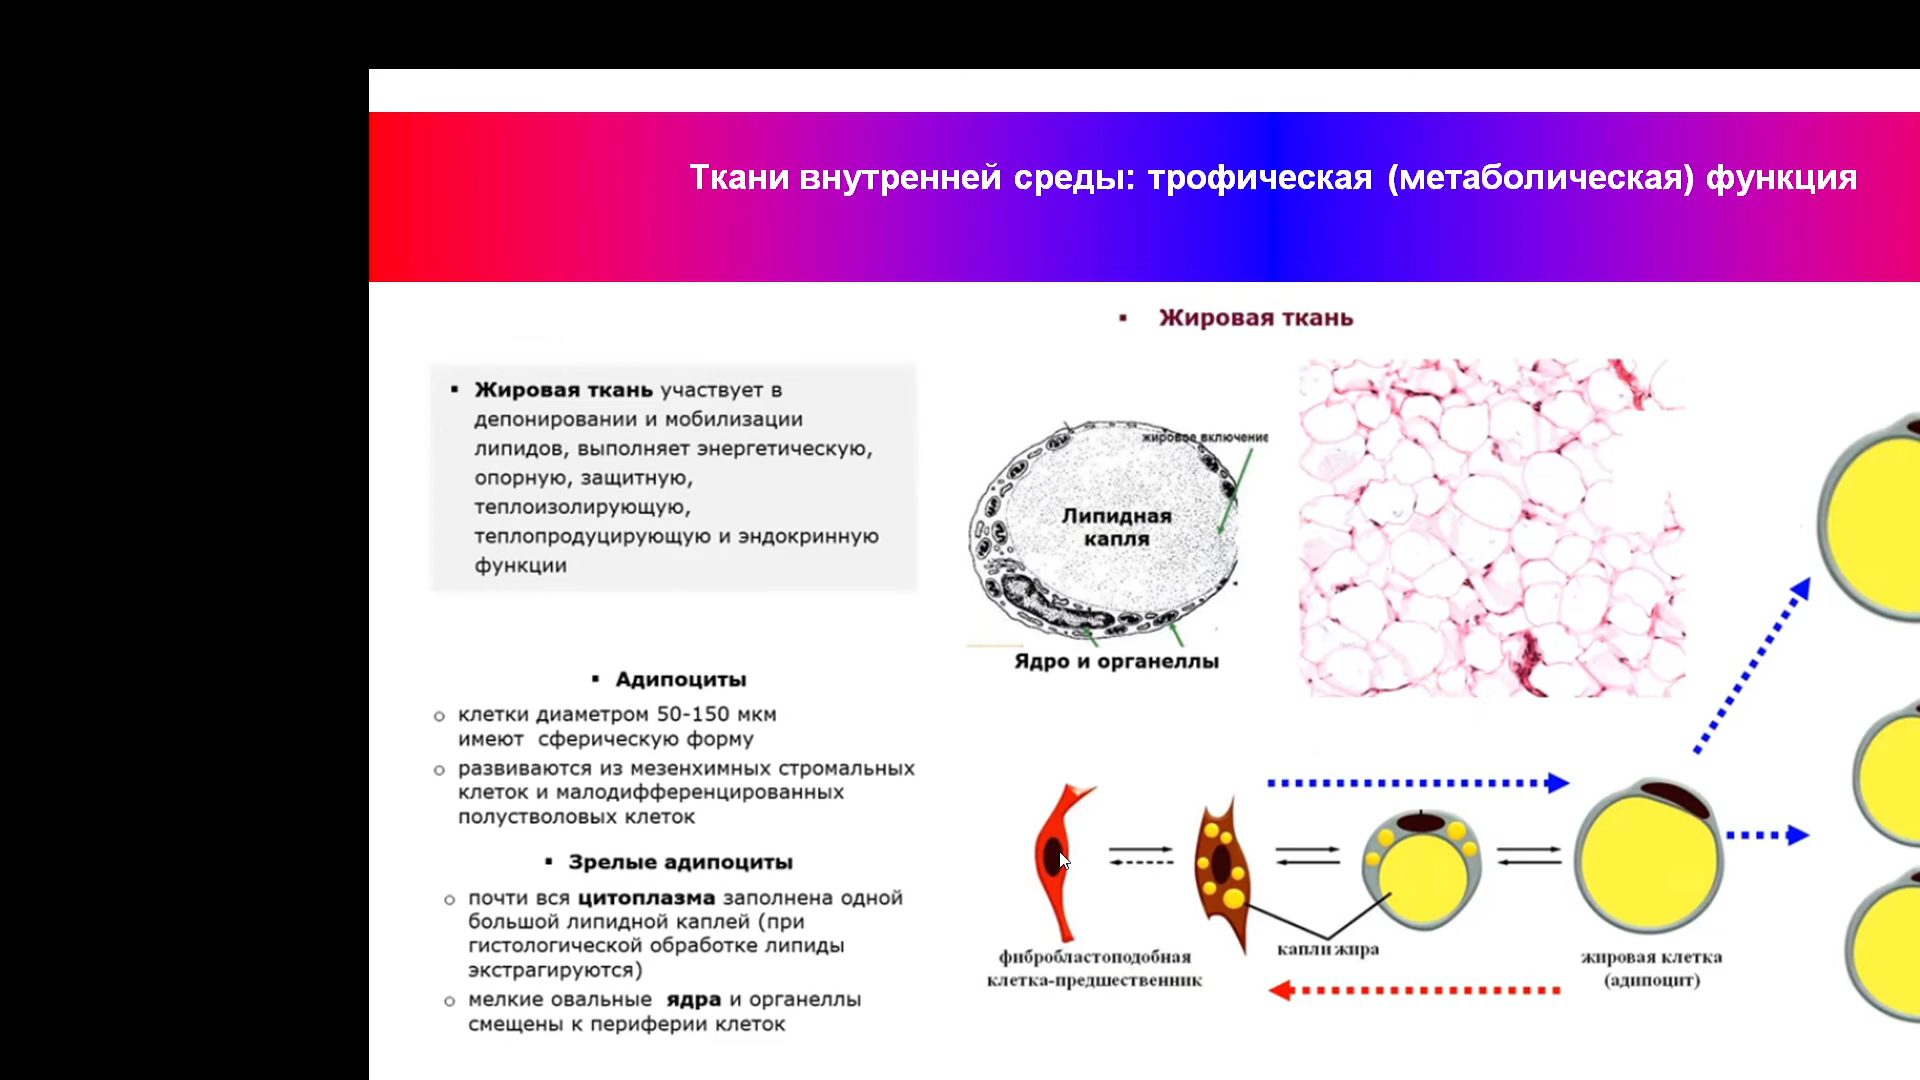 Ткани внутренней среды: трофическая (метаболическая) функция
▪ Жировая ткань
▪ Жировая ткань участвует в
депонировании и мобилизации
липидов, выполняет энергетическую,
опорную, защитную,
теплоизолирующую,
теплопродуцирующую и эндокринную
функции
▪ Адипоциты
o клетки диаметром 50-150 мкм
имеют сферическую форму
o развиваются из мезенхимных стромальных
клеток и малодифференцированных
полустволовых клеток
▪ Зрелые адипоциты
o почти вся цитоплазма заполнена одной
большой липидной каплей (при
гистологической обработке липиды
экстрагируются)
o мелкие овальные ядра и органеллы
смещены к периферии клеток
жировое включение
Липидная
капля
Ядро и органеллы
фибробластоподобная
клетка-предшественник
капли жира
жировая клетка
(адипоцит)